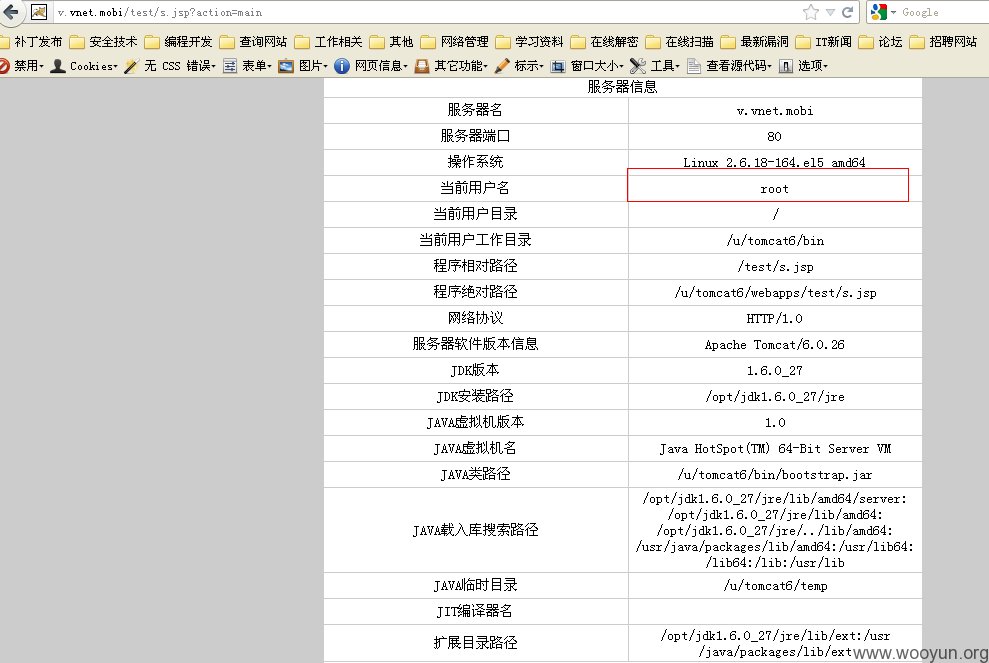 v.vnet.mobi/test/s.jsp?action=main
Google
补丁发布 安全技术 编程开发 查询网站 工作相关 其他 网络管理 学习资料 在线解密 在线扫描 最新漏洞 IT新闻 论坛 招聘网站
禁用 Cookies 无 CSS 错误 表单 图片 网页信息 其它功能 标示 窗口大小 工具 查看源代码 选项
服务器信息
服务器名 v.vnet.mobi
服务器端口 80
操作系统 Linux 2.6.18-164.el5 amd64
当前用户名 root
当前用户目录 /
当前用户工作目录 /u/tomcat6/bin
程序相对路径 /test/s.jsp
程序绝对路径 /u/tomcat6/webapps/test/s.jsp
网络协议 HTTP/1.0
服务器软件版本信息 Apache Tomcat/6.0.26
JDK版本 1.6.0_27
JDK安装路径 /opt/jdk1.6.0_27/jre
JAVA虚拟机版本 1.0
JAVA虚拟机名 Java HotSpot(TM) 64-Bit Server VM
JAVA类路径 /u/tomcat6/bin/bootstrap.jar
JAVA载入库搜索路径 /opt/jdk1.6.0_27/jre/lib/amd64/server:
/opt/jdk1.6.0_27/jre/lib/amd64:
/opt/jdk1.6.0_27/jre/../lib/amd64:
/usr/java/packages/lib/amd64:/usr/lib64:
/lib64:/lib:/usr/lib
JAVA临时目录 /u/tomcat6/temp
JIT编译器名
扩展目录路径 /opt/jdk1.6.0_27/jre/lib/ext:/usr
/java/packages/lib/ext
www.wooyun.org